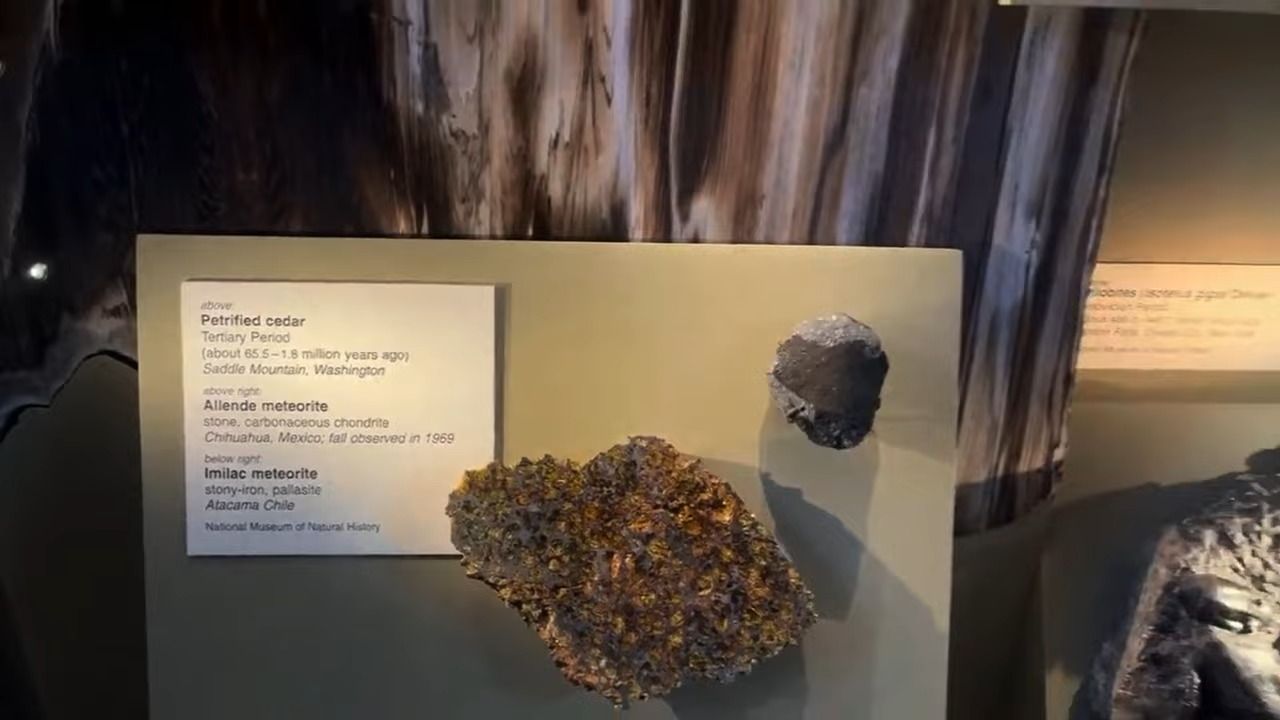 above:
Petrified cedar
Tertiary Period
(about 65.5–1.8 million years ago)
Saddle Mountain, Washington
above right:
Allende meteorite
stone, carbonaceous chondrite
Chihuahua, Mexico; fall observed in 1969
below right:
Imilac meteorite
stony-iron, pallasite
Atacama Chile
National Museum of Natural History